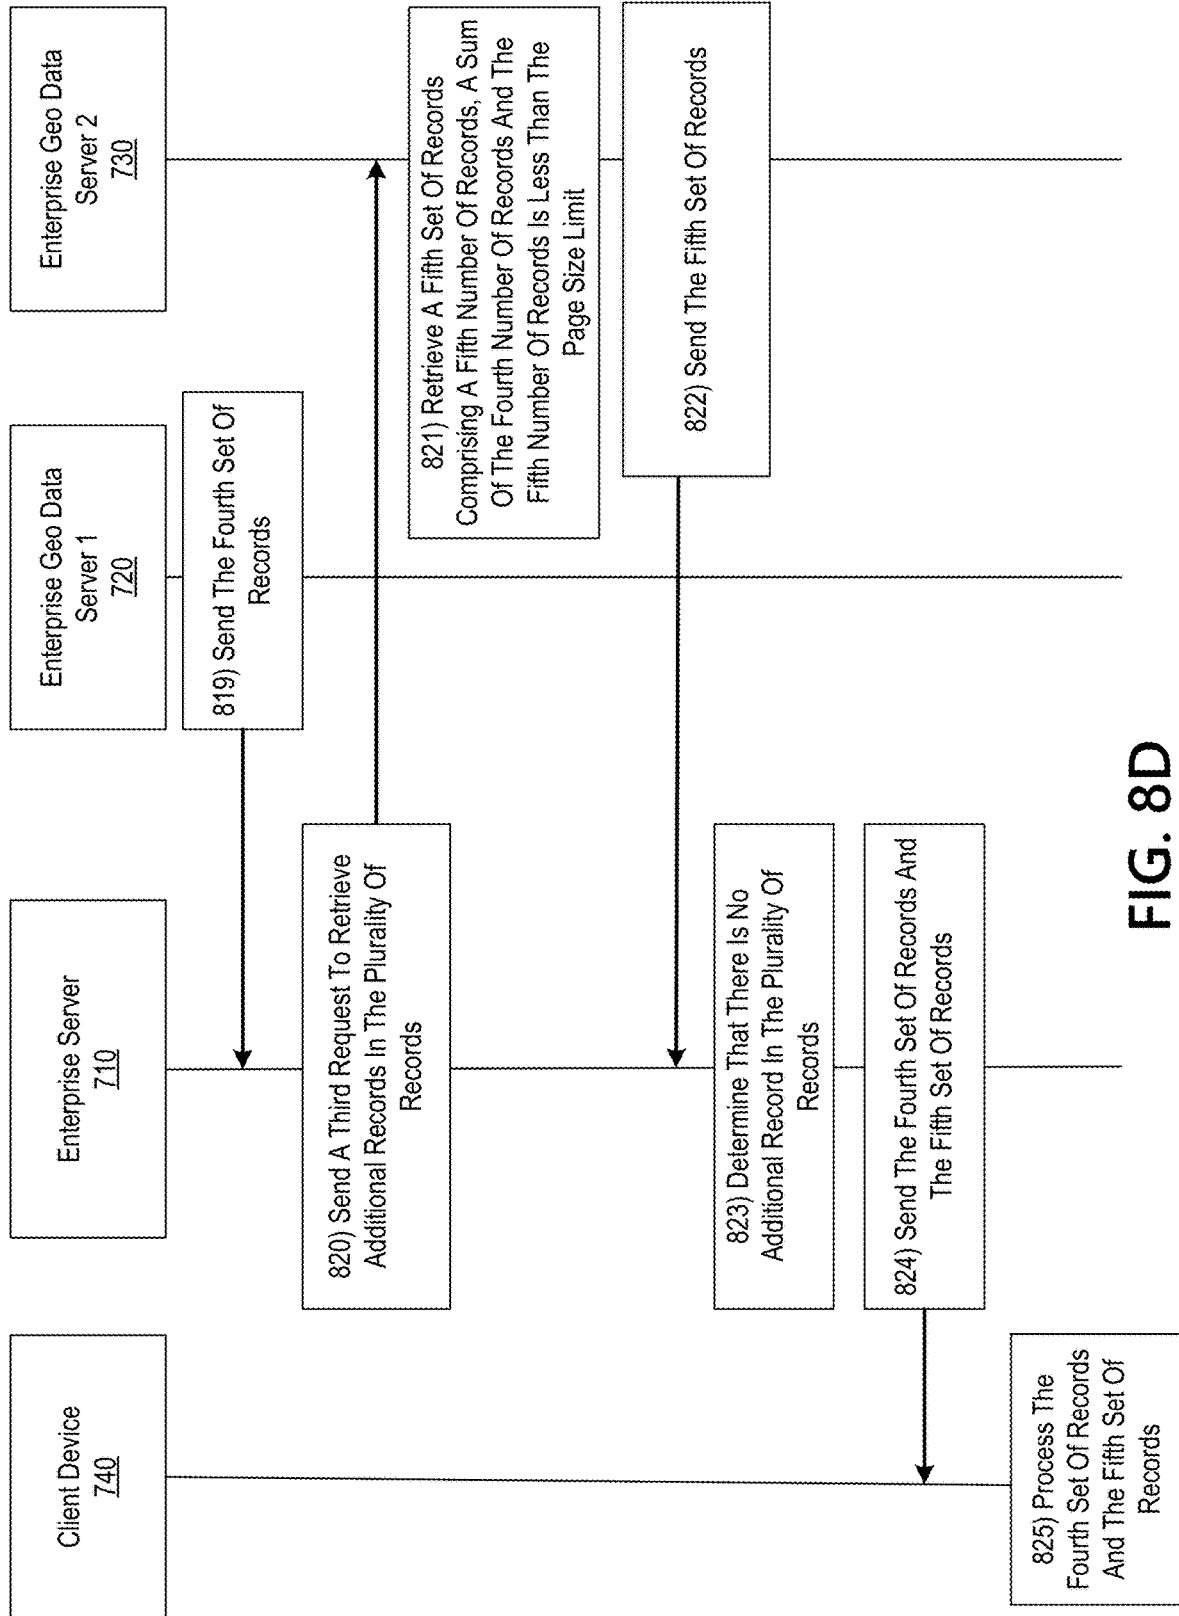 Client Device
740
Enterprise Server
710
Enterprise Geo Data
Server 1
720
Enterprise Geo Data
Server 2
730
819) Send The Fourth Set Of
Records
820) Send A Third Request To Retrieve
Additional Records In The Plurality Of
Records
821) Retrieve A Fifth Set Of Records
Comprising A Fifth Number Of Records, A Sum
Of The Fourth Number Of Records And The
Fifth Number Of Records Is Less Than The
Page Size Limit
822) Send The Fifth Set Of Records
823) Determine That There Is No
Additional Record In The Plurality Of
Records
824) Send The Fourth Set Of Records And
The Fifth Set Of Records
825) Process The
Fourth Set Of Records
And The Fifth Set Of
Records
FIG. 8D